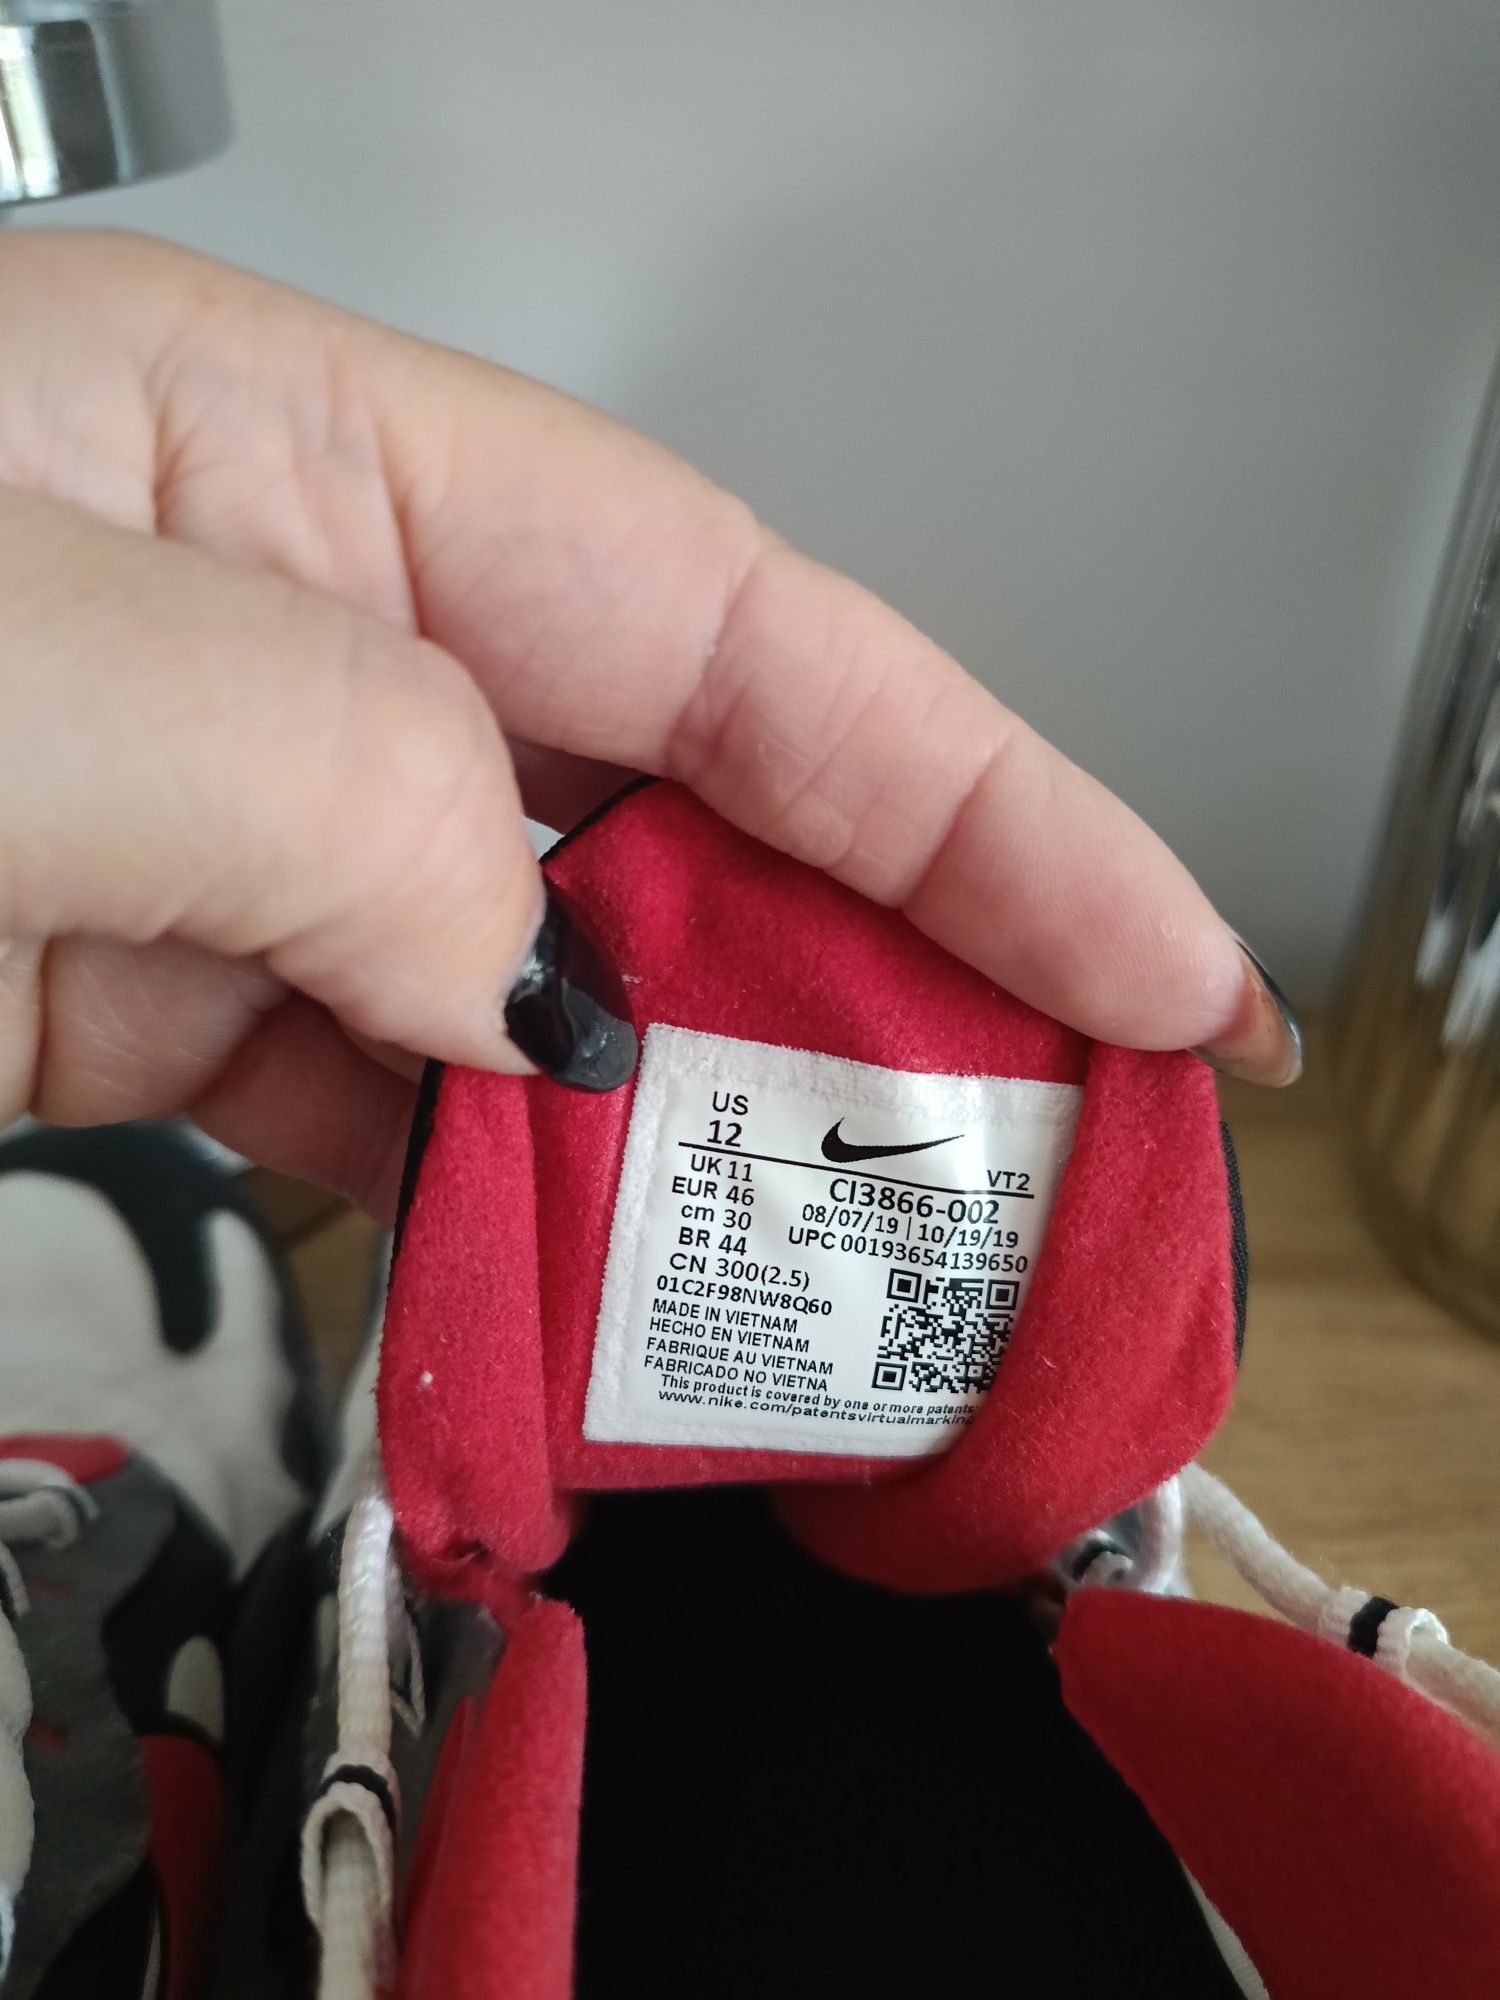 US
12
VT2
UK 11
CI3866-002
EUR 46
08/07/19 | 10/19/19
cm 30
UPC 00193654139650
BR 44
CN 300(2.5)
01C2F98NW8Q60
MADE IN VIETNAM
HECHO EN VIETNAM
FABRIQUE AU VIETNAM
FABRICADO NO VIETNA
This product is covered by one or more patents
www.nike.com/patentsvirtualmarkin